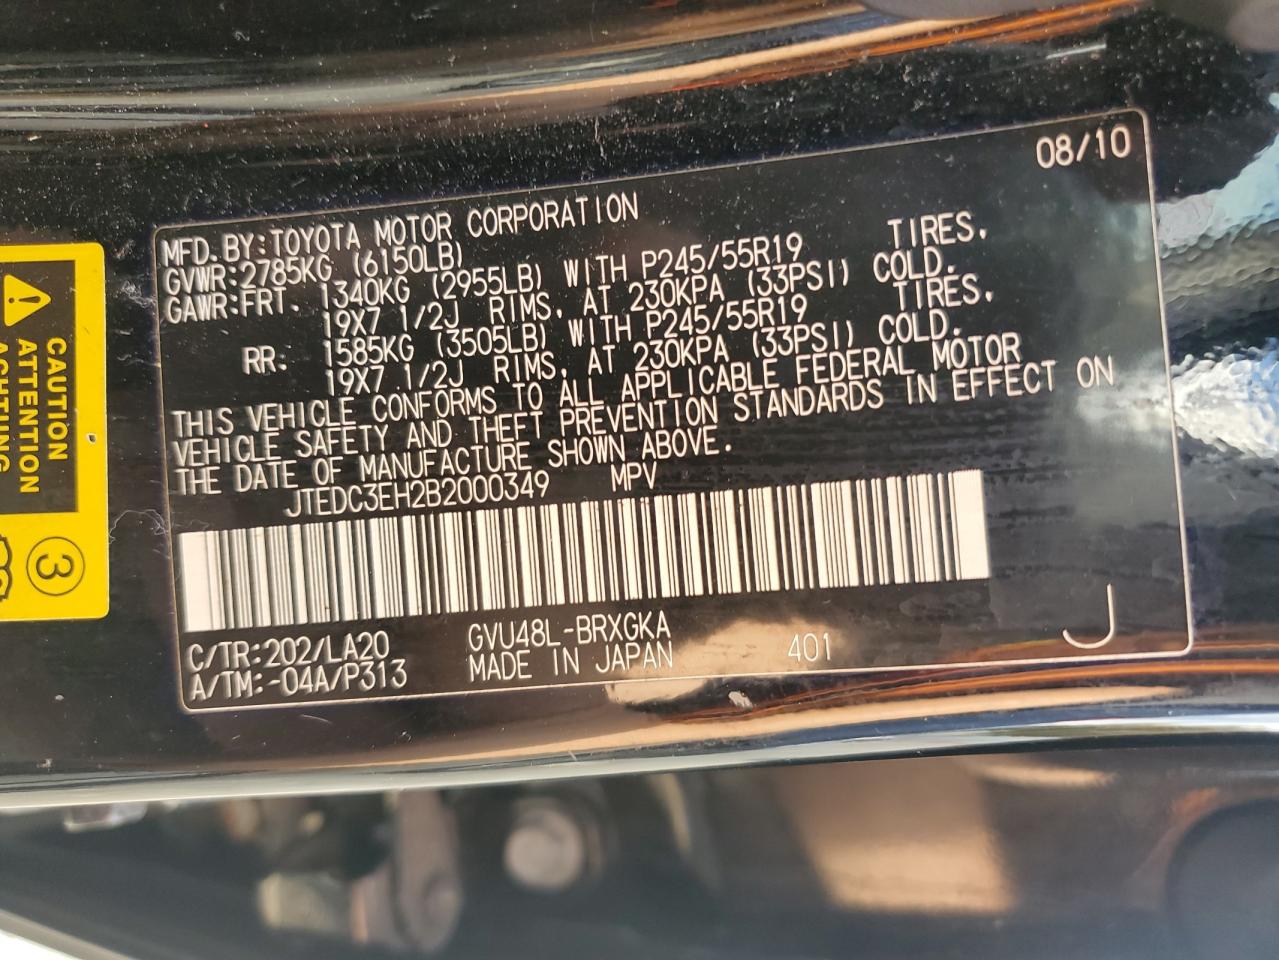 08/10
MFD.BY:TOYOTA MOTOR CORPORATION
GVWR:2785KG (6150LB)
GAWR:FRT. 1340KG (2955LB) WITH P245/55R19 TIRES,
19X7 1/2J RIMS, AT 230KPA (33PSI) COLD.
RR: 1585KG (3505LB) WITH P245/55R19 TIRES,
19X7 1/2J RIMS, AT 230KPA (33PSI) COLD.
THIS VEHICLE CONFORMS TO ALL APPLICABLE FEDERAL MOTOR
VEHICLE SAFETY AND THEFT PREVENTION STANDARDS IN EFFECT ON
THE DATE OF MANUFACTURE SHOWN ABOVE.
JTEDC3EH2B2000349 MPV
C/TR:202/LA20 GVU48L-BRXGKA
A/TM:-04A/P313 MADE IN JAPAN 401 J
CAUTION
ATTENTION
ACHTUNG
3